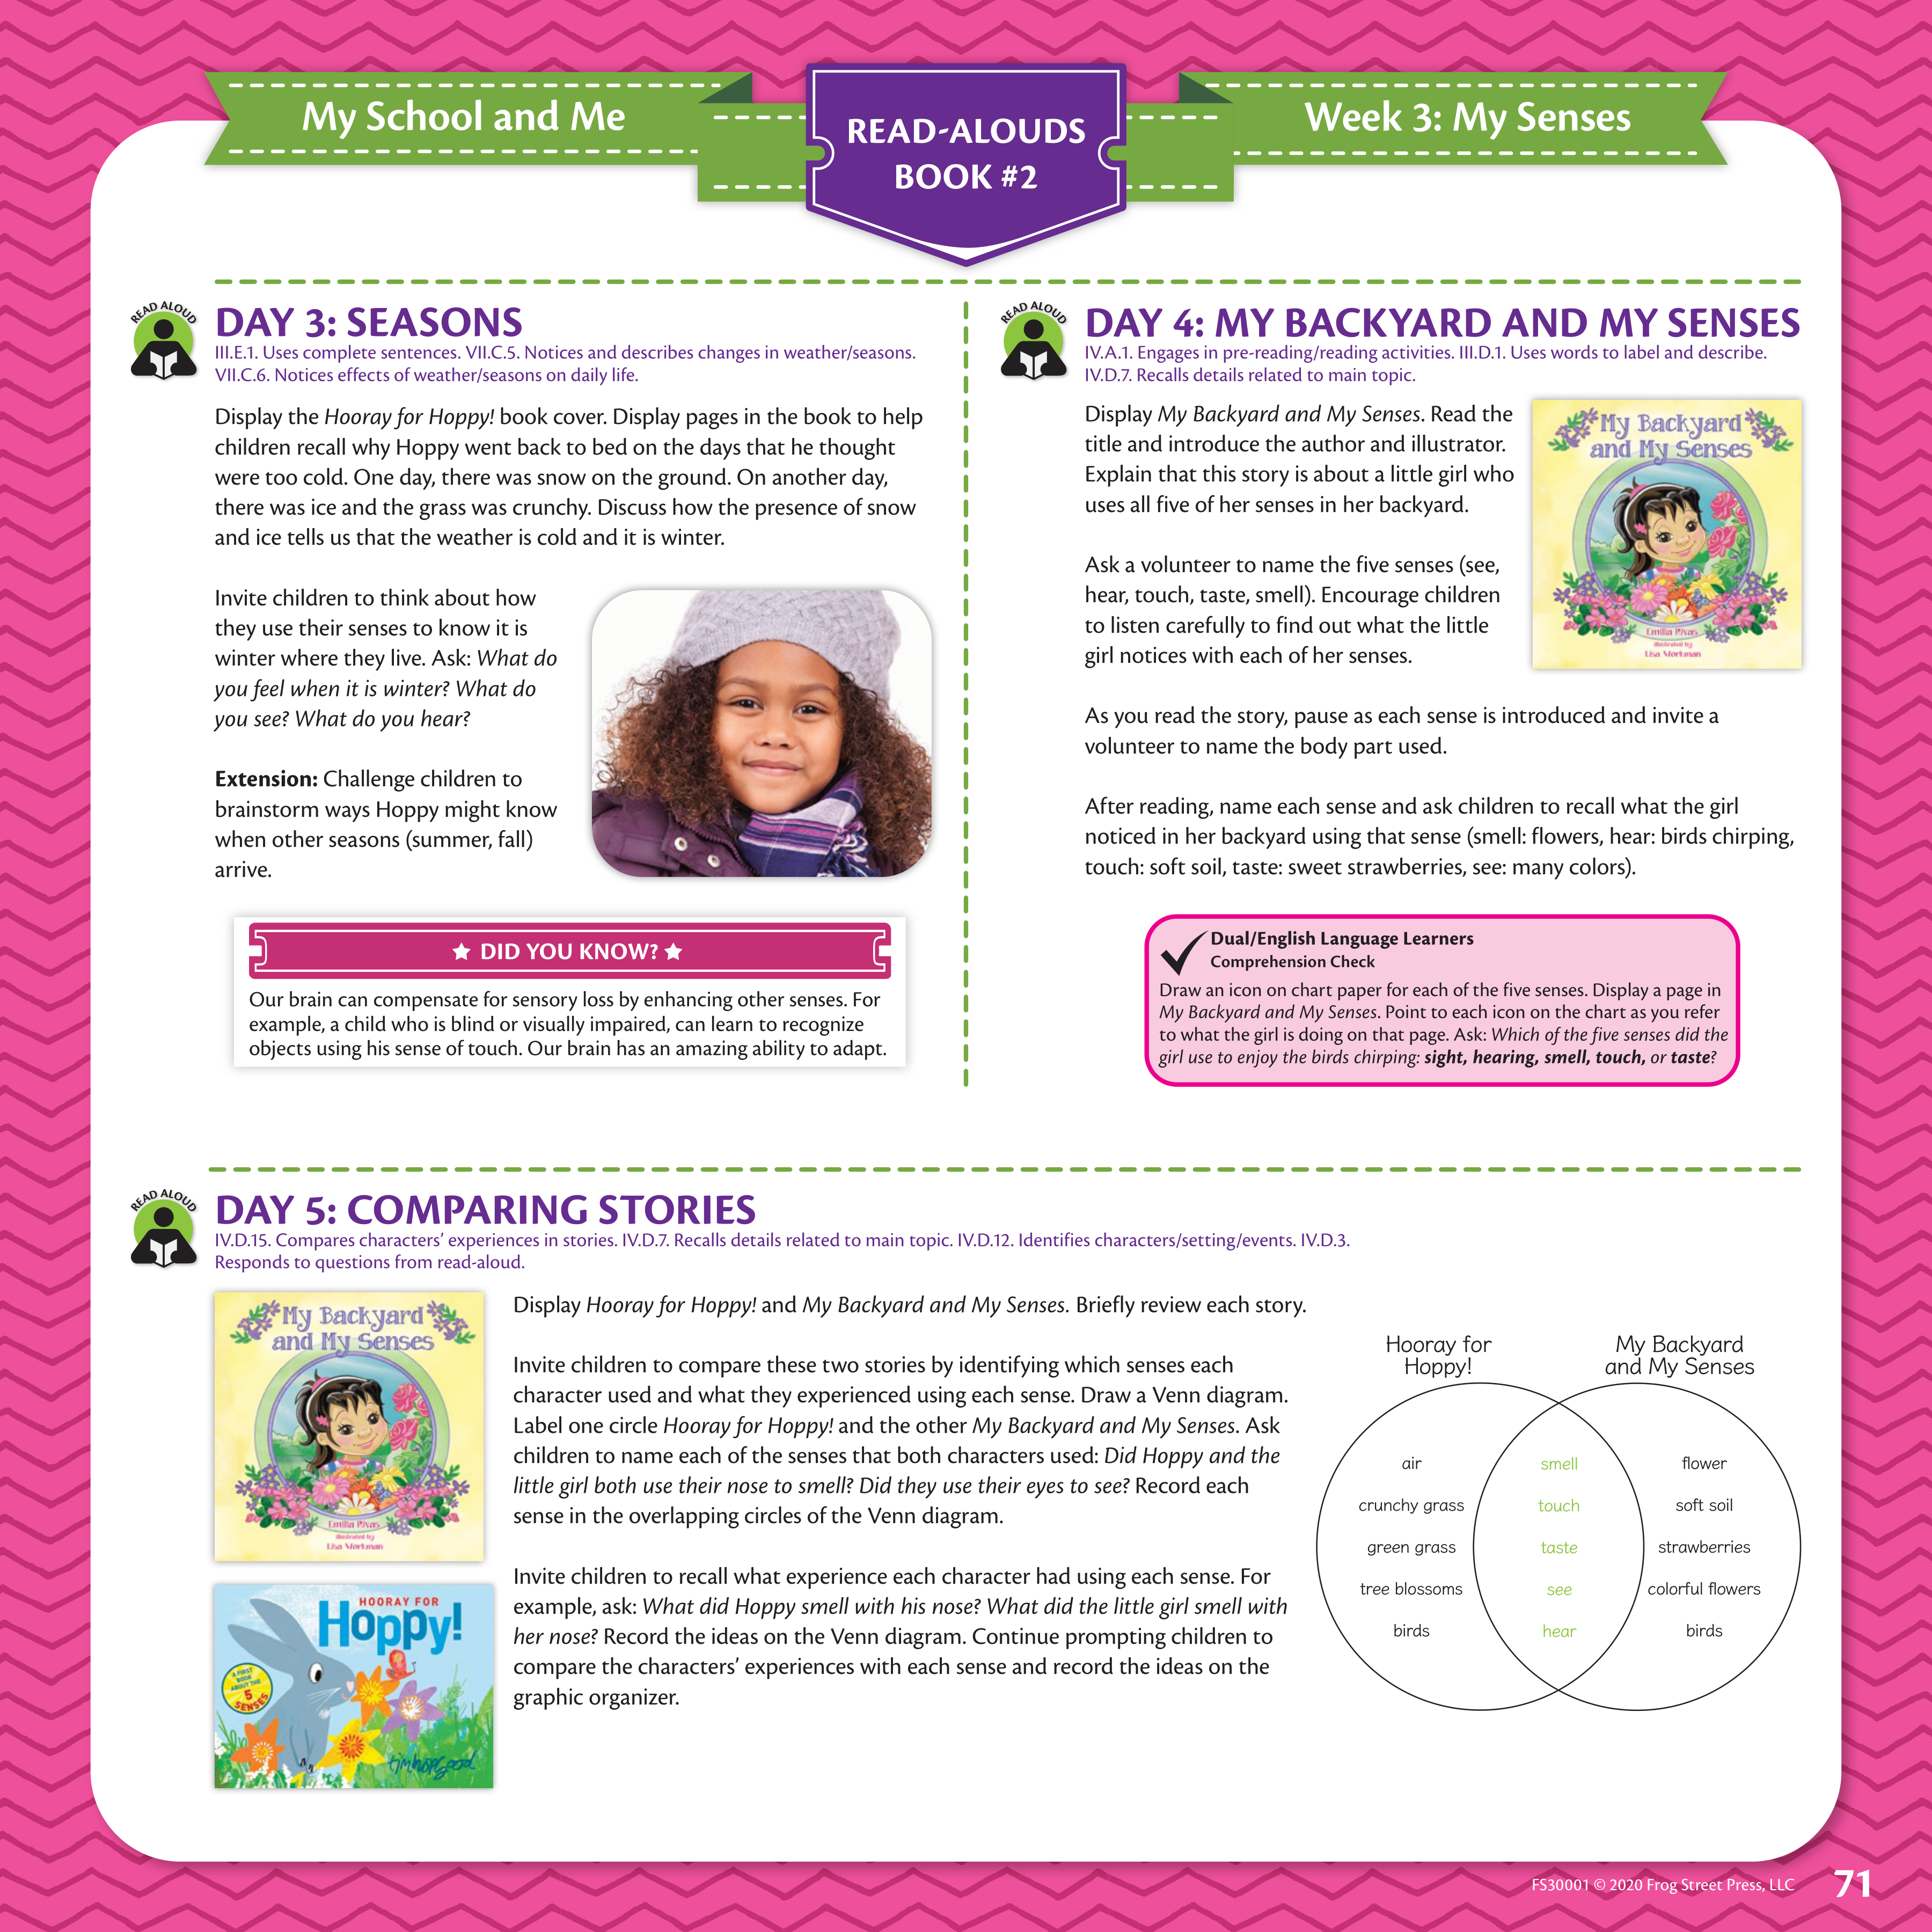 My School and Me
READ-ALOUDS
BOOK #2
Week 3: My Senses
READ ALOUD
DAY 3: SEASONS
III.E.1. Uses complete sentences. VII.C.5. Notices and describes changes in weather/seasons.
VII.C.6. Notices effects of weather/seasons on daily life.
Display the Hooray for Hoppy! book cover. Display pages in the book to help
children recall why Hoppy went back to bed on the days that he thought
were too cold. One day, there was snow on the ground. On another day,
there was ice and the grass was crunchy. Discuss how the presence of snow
and ice tells us that the weather is cold and it is winter.
Invite children to think about how
they use their senses to know it is
winter where they live. Ask: What do
you feel when it is winter? What do
you see? What do you hear?
Extension: Challenge children to
brainstorm ways Hoppy might know
when other seasons (summer, fall)
arrive.
DID YOU KNOW?
Our brain can compensate for sensory loss by enhancing other senses. For
example, a child who is blind or visually impaired, can learn to recognize
objects using his sense of touch. Our brain has an amazing ability to adapt.
READ ALOUD
DAY 4: MY BACKYARD AND MY SENSES
IV.A.1. Engages in pre-reading/reading activities. III.D.1. Uses words to label and describe.
IV.D.7. Recalls details related to main topic.
Display My Backyard and My Senses. Read the
title and introduce the author and illustrator.
Explain that this story is about a little girl who
uses all five of her senses in her backyard.
Ask a volunteer to name the five senses (see,
hear, touch, taste, smell). Encourage children
to listen carefully to find out what the little
girl notices with each of her senses.
My Backyard
and My Senses
Emilia Rivas
illustrated by
Lisa Workman
As you read the story, pause as each sense is introduced and invite a
volunteer to name the body part used.
After reading, name each sense and ask children to recall what the girl
noticed in her backyard using that sense (smell: flowers, hear: birds chirping,
touch: soft soil, taste: sweet strawberries, see: many colors).
Dual/English Language Learners
Comprehension Check
Draw an icon on chart paper for each of the five senses. Display a page in
My Backyard and My Senses. Point to each icon on the chart as you refer
to what the girl is doing on that page. Ask: Which of the five senses did the
girl use to enjoy the birds chirping: sight, hearing, smell, touch, or taste?
READ ALOUD
DAY 5: COMPARING STORIES
IV.D.15. Compares characters’ experiences in stories. IV.D.7. Recalls details related to main topic. IV.D.12. Identifies characters/setting/events. IV.D.3.
Responds to questions from read-aloud.
My Backyard
and My Senses
Emilia Rivas
illustrated by
Lisa Workman
HOORAY FOR
Hoppy!
A FIRST
BOOK
ABOUT THE
5
SENSES
tim hopgood
Display Hooray for Hoppy! and My Backyard and My Senses. Briefly review each story.
Invite children to compare these two stories by identifying which senses each
character used and what they experienced using each sense. Draw a Venn diagram.
Label one circle Hooray for Hoppy! and the other My Backyard and My Senses. Ask
children to name each of the senses that both characters used: Did Hoppy and the
little girl both use their nose to smell? Did they use their eyes to see? Record each
sense in the overlapping circles of the Venn diagram.
Invite children to recall what experience each character had using each sense. For
example, ask: What did Hoppy smell with his nose? What did the little girl smell with
her nose? Record the ideas on the Venn diagram. Continue prompting children to
compare the characters’ experiences with each sense and record the ideas on the
graphic organizer.
Hooray for
Hoppy!
My Backyard
and My Senses
air
smell
flower
crunchy grass
touch
soft soil
green grass
taste
strawberries
tree blossoms
see
colorful flowers
birds
hear
birds
FS30001 © 2020 Frog Street Press, LLC
71